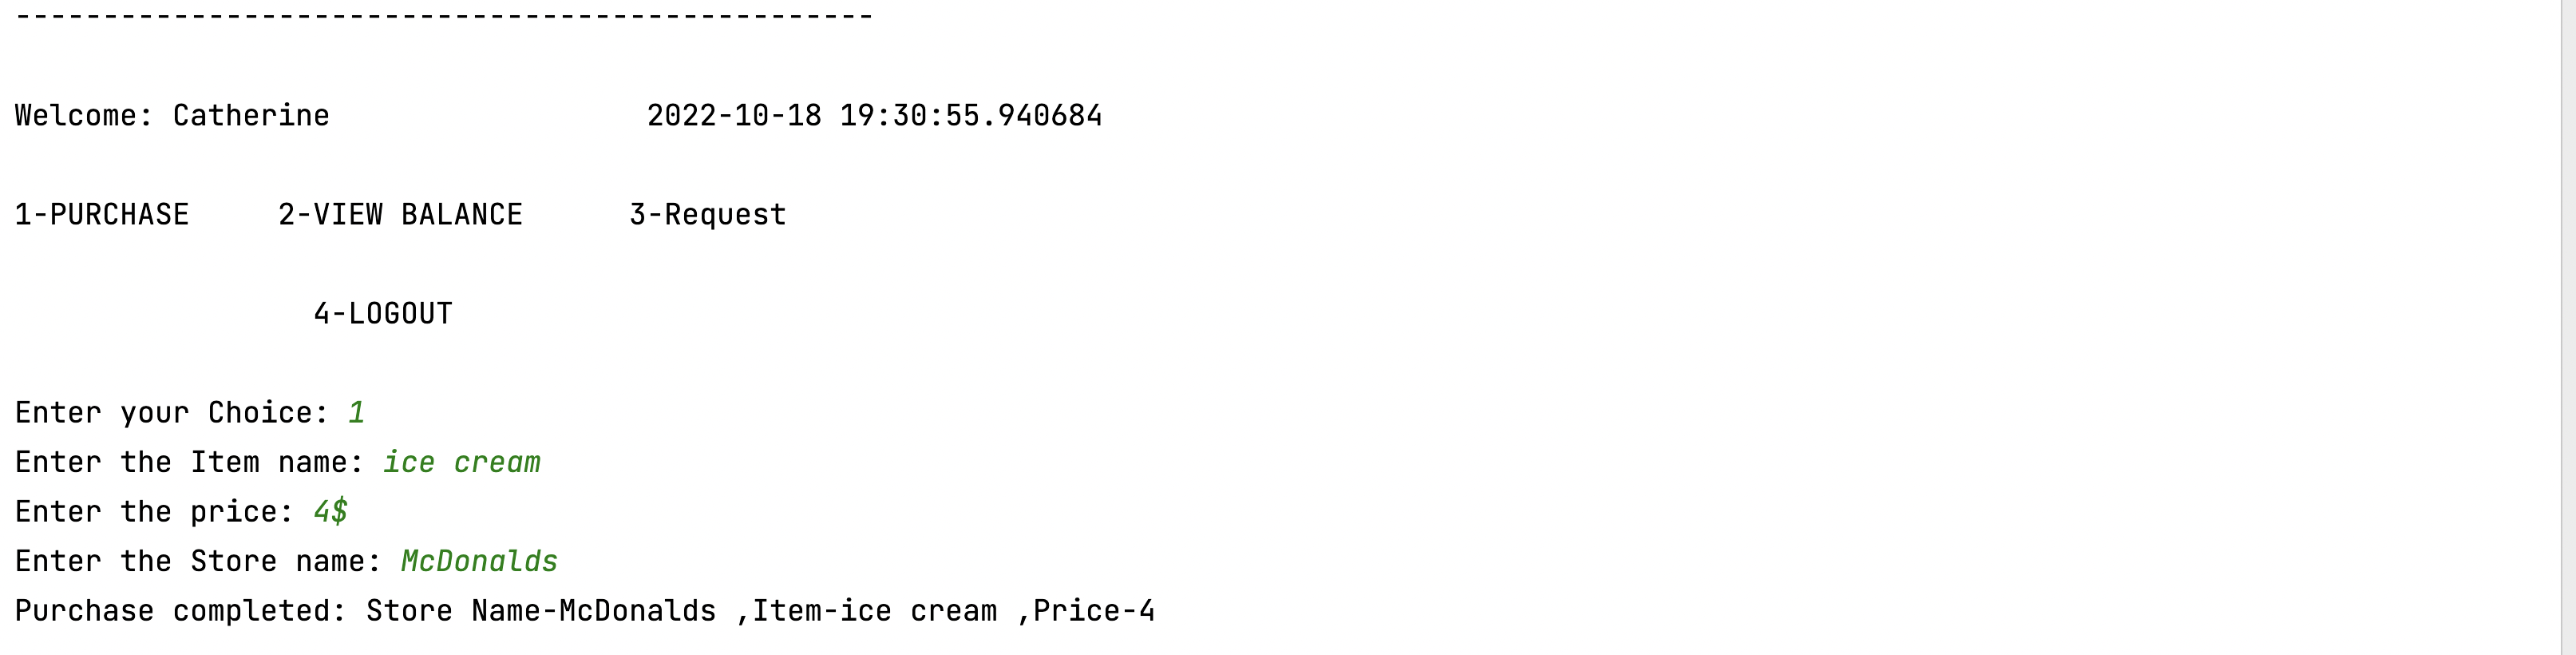 -------------------------------------------------
Welcome: Catherine                  2022-10-18 19:30:55.940684
1-PURCHASE     2-VIEW BALANCE      3-Request
                 4-LOGOUT
Enter your Choice: 1
Enter the Item name: ice cream
Enter the price: 4$
Enter the Store name: McDonalds
Purchase completed: Store Name-McDonalds ,Item-ice cream ,Price-4